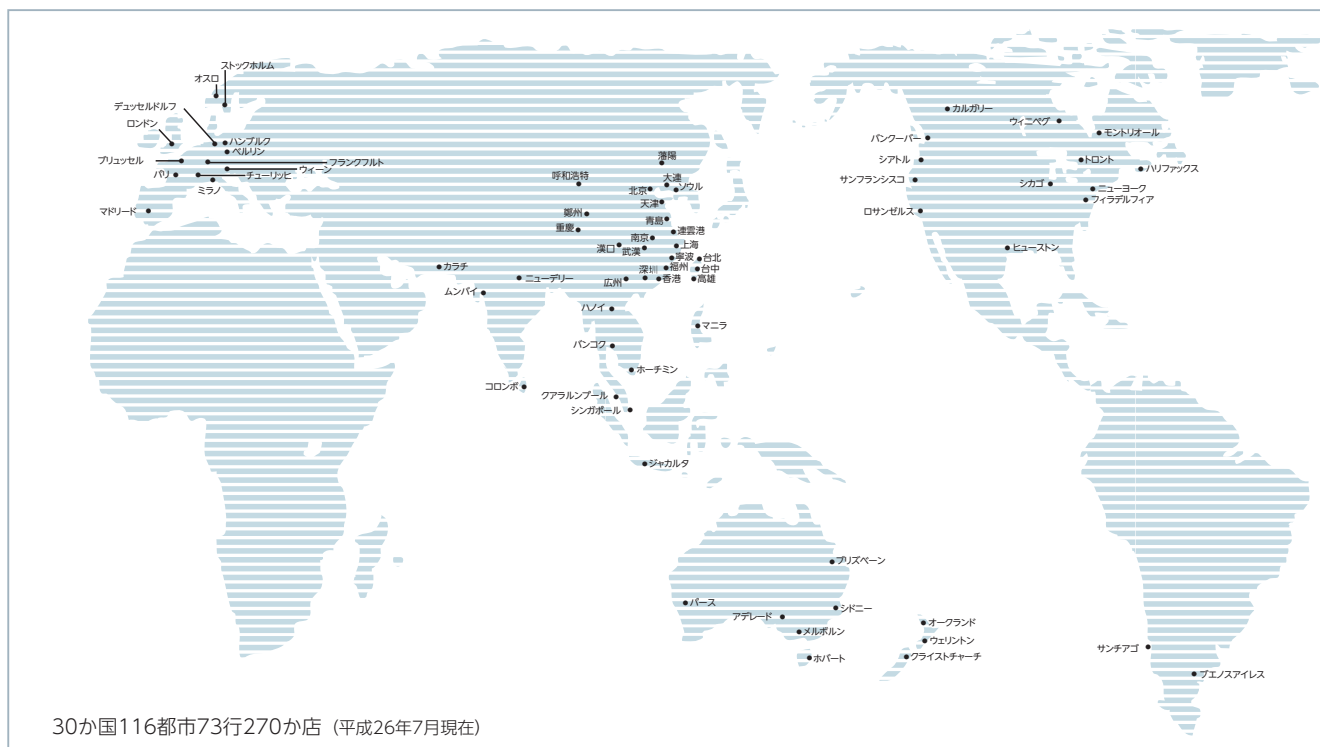 ストックホルム
オスロ
デュッセルドルフ
ロンドン
ハンブルク
ベルリン
ブリュッセル
フランクフルト
パリ
ウィーン
チューリッヒ
ミラノ
マドリード
藩陽
呼和浩特
大連
北京
ソウル
天津
鄭州
青島
重慶
連雲港
南京
漢口
武漢
上海
寧波
台北
カラチ
深圳
福州
台中
ニューデリー
広州
香港
高雄
ムンバイ
ハノイ
マニラ
バンコク
ホーチミン
コロンボ
クアラルンプール
シンガポール
ジャカルタ
カルガリー
ウィニペグ
バンクーバー
モントリオール
シアトル
トロント
ハリファックス
サンフランシスコ
シカゴ
ニューヨーク
フィラデルフィア
ロサンゼルス
ヒューストン
ブリズベーン
パース
シドニー
アデレード
メルボルン
オークランド
ウェリントン
ホバート
クライストチャーチ
サンチアゴ
ブエノスアイレス
30か国116都市73行270か店（平成26年7月現在）